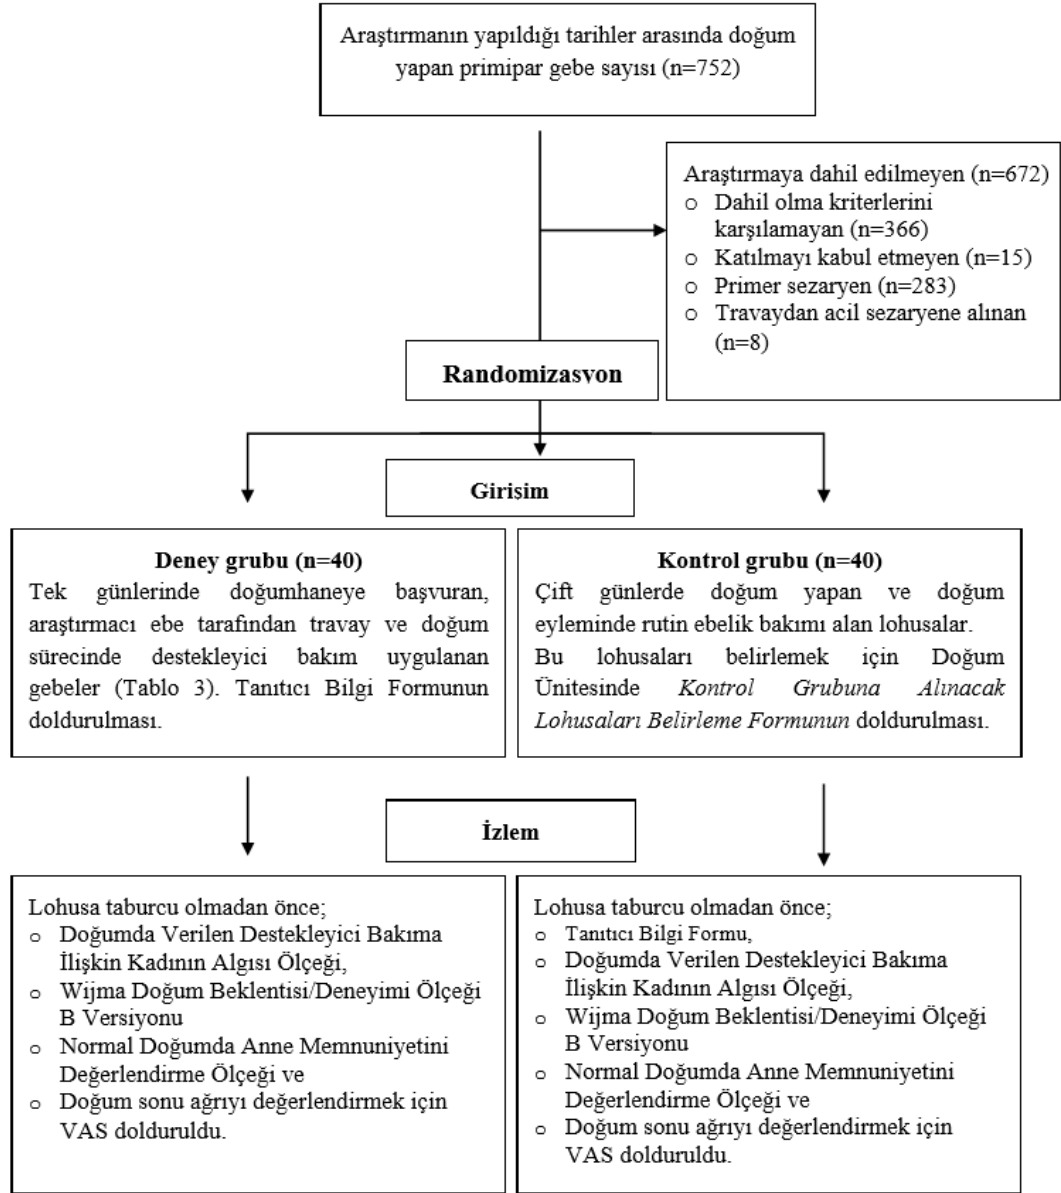 Araştırmanın yapıldığı tarihler arasında doğum
yapan primipar gebe sayısı (n=752)
Araştırmaya dahil edilmeyen (n=672)
o Dahil olma kriterlerini
karşılamayan (n=366)
o Katılmayı kabul etmeyen (n=15)
o Primer sezaryen (n=283)
o Travaydan acil sezaryene alınan
(n=8)
Randomizasvon
Girisim
Deney grubu (n=40)
Tek günlerinde doğumhaneye başvuran,
araştırmacı ebe tarafından travay ve doğum
sürecinde destekleyici bakım uygulanan
gebeler (Tablo 3). Tanıtıcı Bilgi Formunun
doldurulması.
Kontrol grubu (n=40)
Çift günlerde doğum yapan ve doğum
eyleminde rutin ebelik bakımı alan lohusalar.
Bu lohusaları belirlemek için Doğum
Ünitesinde Kontrol Grubuna Alınacak
Lohusaları Belirleme Formunun doldurulması.
İzlem
Lohusa taburcu olmadan önce;
o Doğumda Verilen Destekleyici Bakıma
İlişkin Kadının Algısı Ölçeği,
o Wijma Doğum Beklentisi/Deneyimi Ölçeği
B Versiyonu
o Normal Doğumda Anne Memnuniyetini
Değerlendirme Ölçeği ve
o Doğum sonu ağrıyı değerlendirmek için
VAS dolduruldu.
Lohusa taburcu olmadan önce;
o Tanıtıcı Bilgi Formu,
o Doğumda Verilen Destekleyici Bakıma
İlişkin Kadının Algısı Ölçeği,
o Wijma Doğum Beklentisi/Deneyimi Ölçeği
B Versiyonu
o Normal Doğumda Anne Memnuniyetini
Değerlendirme Ölçeği ve
o Doğum sonu ağrıyı değerlendirmek için
VAS dolduruldu.